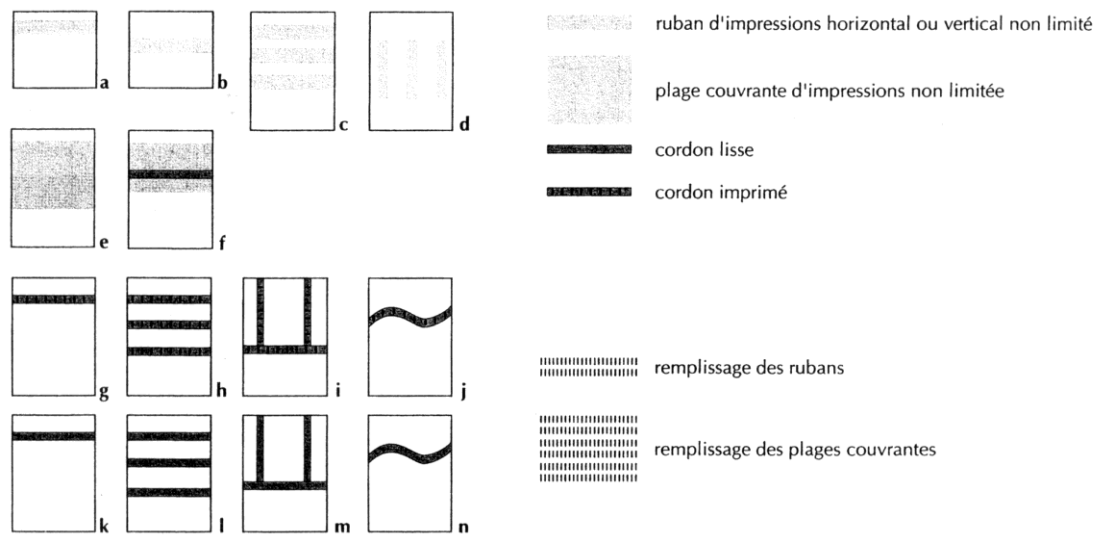 a
b
c
d
e
f
g
h
i
j
k
l
m
n
ruban d'impressions horizontal ou vertical non limité
plage couvrante d'impressions non limitée
cordon lisse
cordon imprimé
remplissage des rubans
remplissage des plages couvrantes